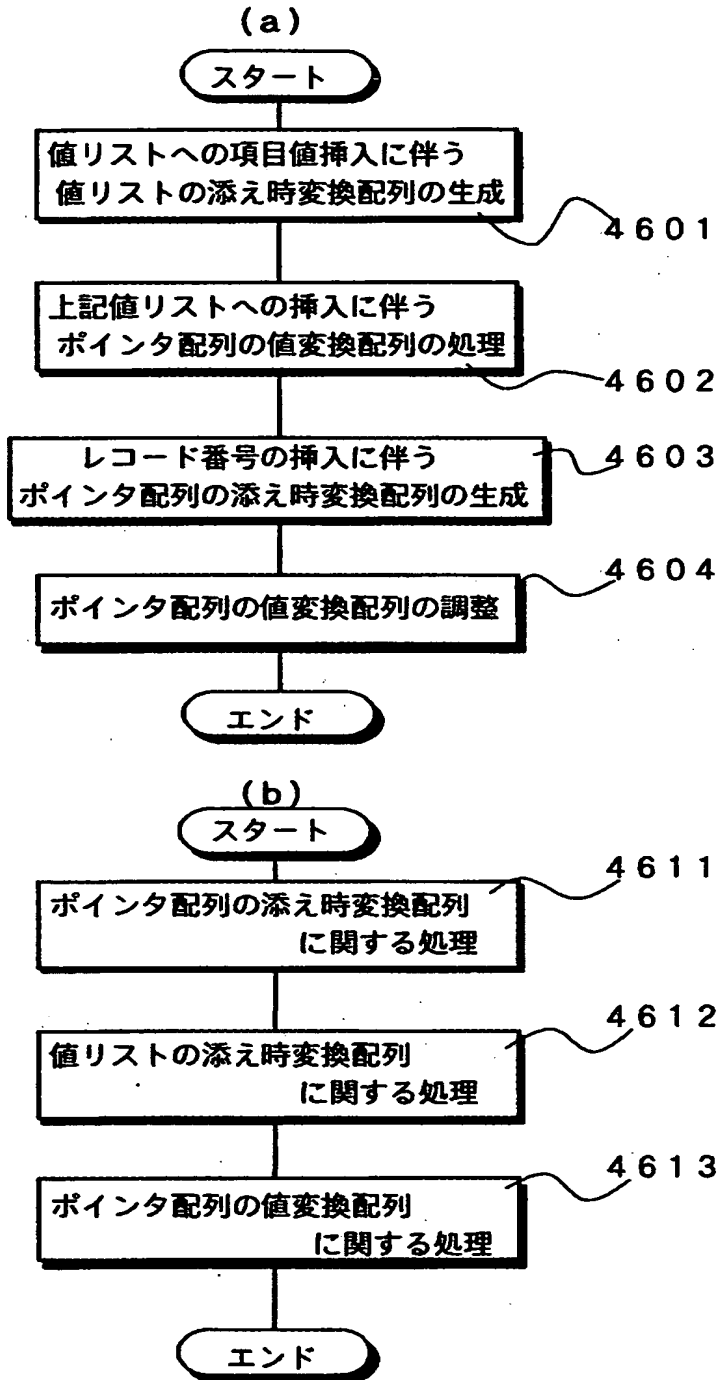 (a)
スタート
値リストへの項目値挿入に伴う
値リストの添え時変換配列の生成
4601
上記値リストへの挿入に伴う
ポインタ配列の値変換配列の処理
4602
レコード番号の挿入に伴う
ポインタ配列の添え時変換配列の生成
4603
ポインタ配列の値変換配列の調整
4604
エンド
(b)
スタート
ポインタ配列の添え時変換配列
に関する処理
4611
値リストの添え時変換配列
に関する処理
4612
ポインタ配列の値変換配列
に関する処理
4613
エンド